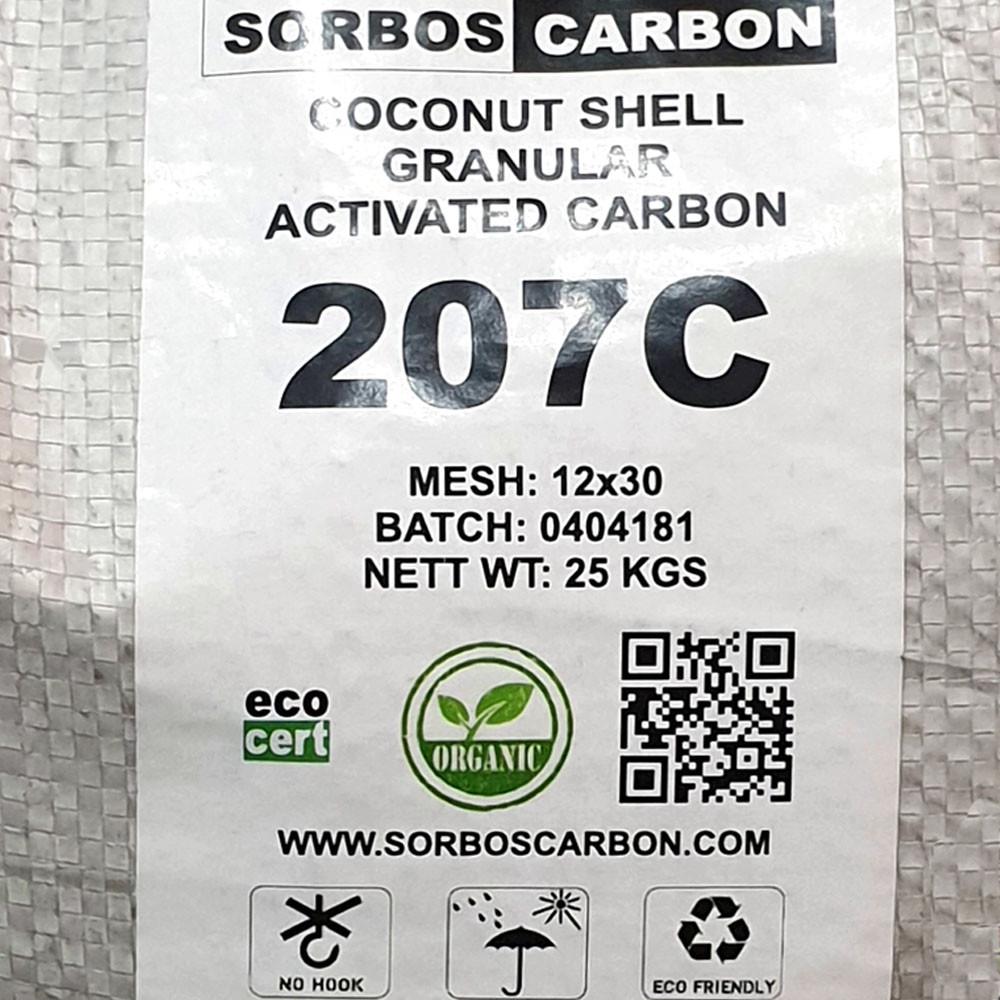 SORBOS CARBON
COCONUT SHELL
GRANULAR
ACTIVATED CARBON
207C
MESH: 12x30
BATCH: 0404181
NETT WT: 25 KGS
eco
cert
ORGANIC
WWW.SORBOSCARBON.COM
NO HOOK
ECO FRIENDLY